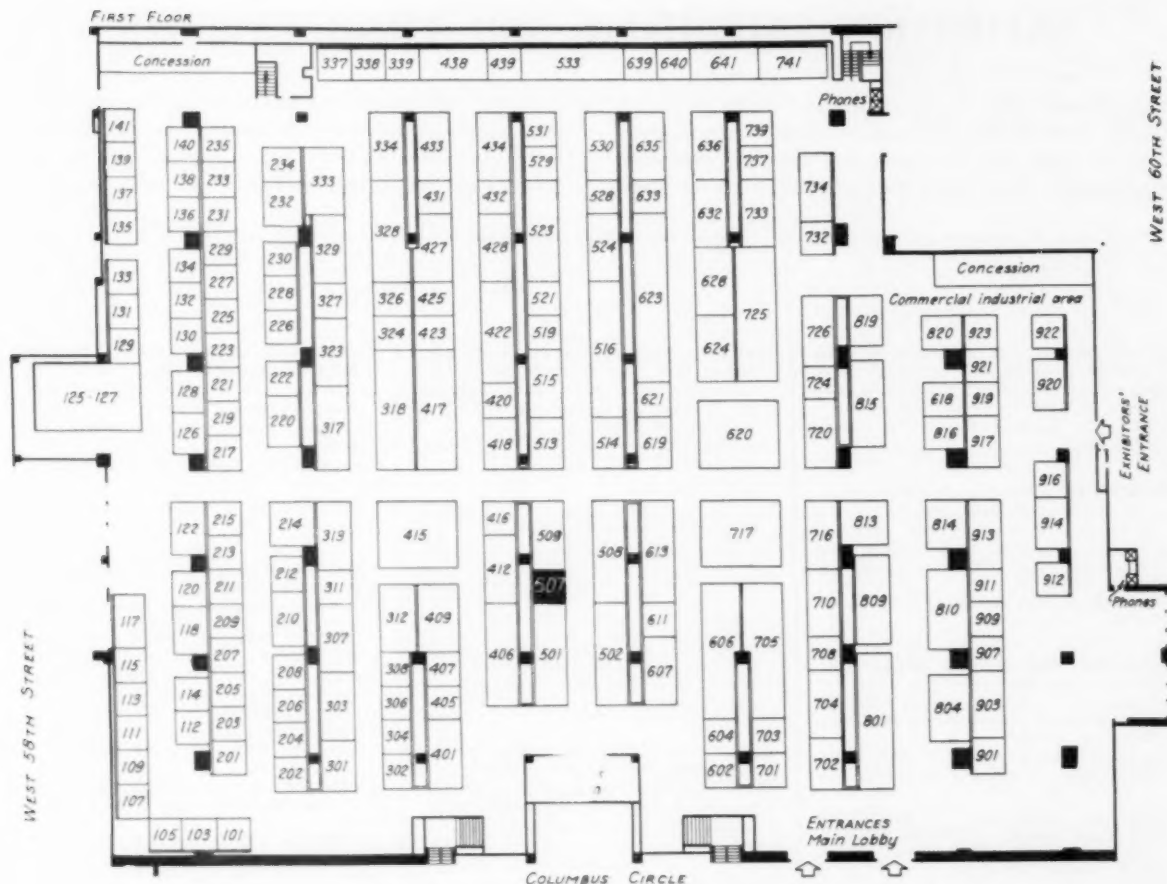 FIRST FLOOR
Concession
337 338 339 438 439 533 639 640 641 741
Phones
WEST 60TH STREET
141 140 235 234 333 334 433 434 531 530 635 636 739
139 138 233 232 529 737 734
137 136 231 328 431 432 528 633 632 733
135 229 329 427 428 523 524 732
134 230
133 227 628 Concession
132 228 327 326 425 521 623 725 Commercial industrial area
131 225 726 819 820 923 922
130 226 324 423 422 519 516 624
129 223 323 921 920
125-127 128 221 222 318 417 515 724 815 618 919
219 220 317 420 621 620 720 816 917
126 217 418 513 514 619
EXHIBITORS' ENTRANCE
122 215 214 313 415 416 509 508 613 717 716 813 814 913 916
213 412 914
120 211 212 311 507 710 809 810 911 912
Phones
117 118 209 210 307 312 409 611 606 705 909
115 207 308 407 406 501 502 607 708 907
113 114 205 208 303 306 405 704 801 804 903
111 112 203 206 304 401 604 703
109 201 204 301 302 602 701 702 901
107 202
105 103 101
WEST 58TH STREET
ENTRANCES
Main Lobby
COLUMBUS CIRCLE